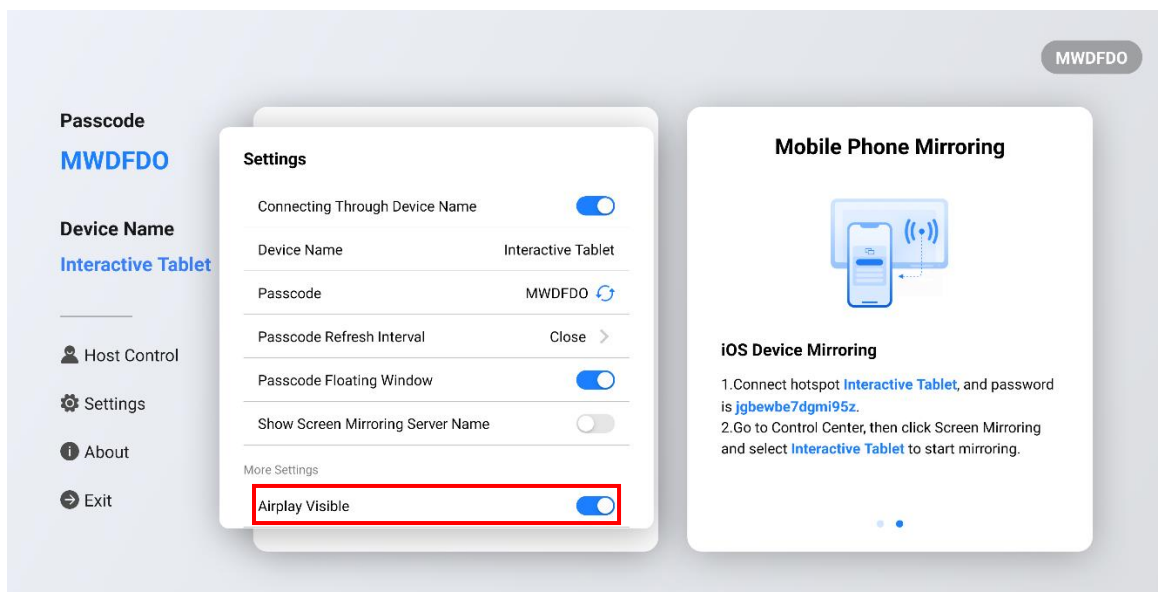 MWDFDO
Passcode
MWDFDO
Device Name
Interactive Tablet
Host Control
Settings
About
Exit
Settings
Connecting Through Device Name
Device Name Interactive Tablet
Passcode MWDFDO
Passcode Refresh Interval Close
Passcode Floating Window
Show Screen Mirroring Server Name
More Settings
Airplay Visible
Mobile Phone Mirroring
iOS Device Mirroring
1.Connect hotspot Interactive Tablet, and password
is jgbewbe7dgmi95z.
2.Go to Control Center, then click Screen Mirroring
and select Interactive Tablet to start mirroring.